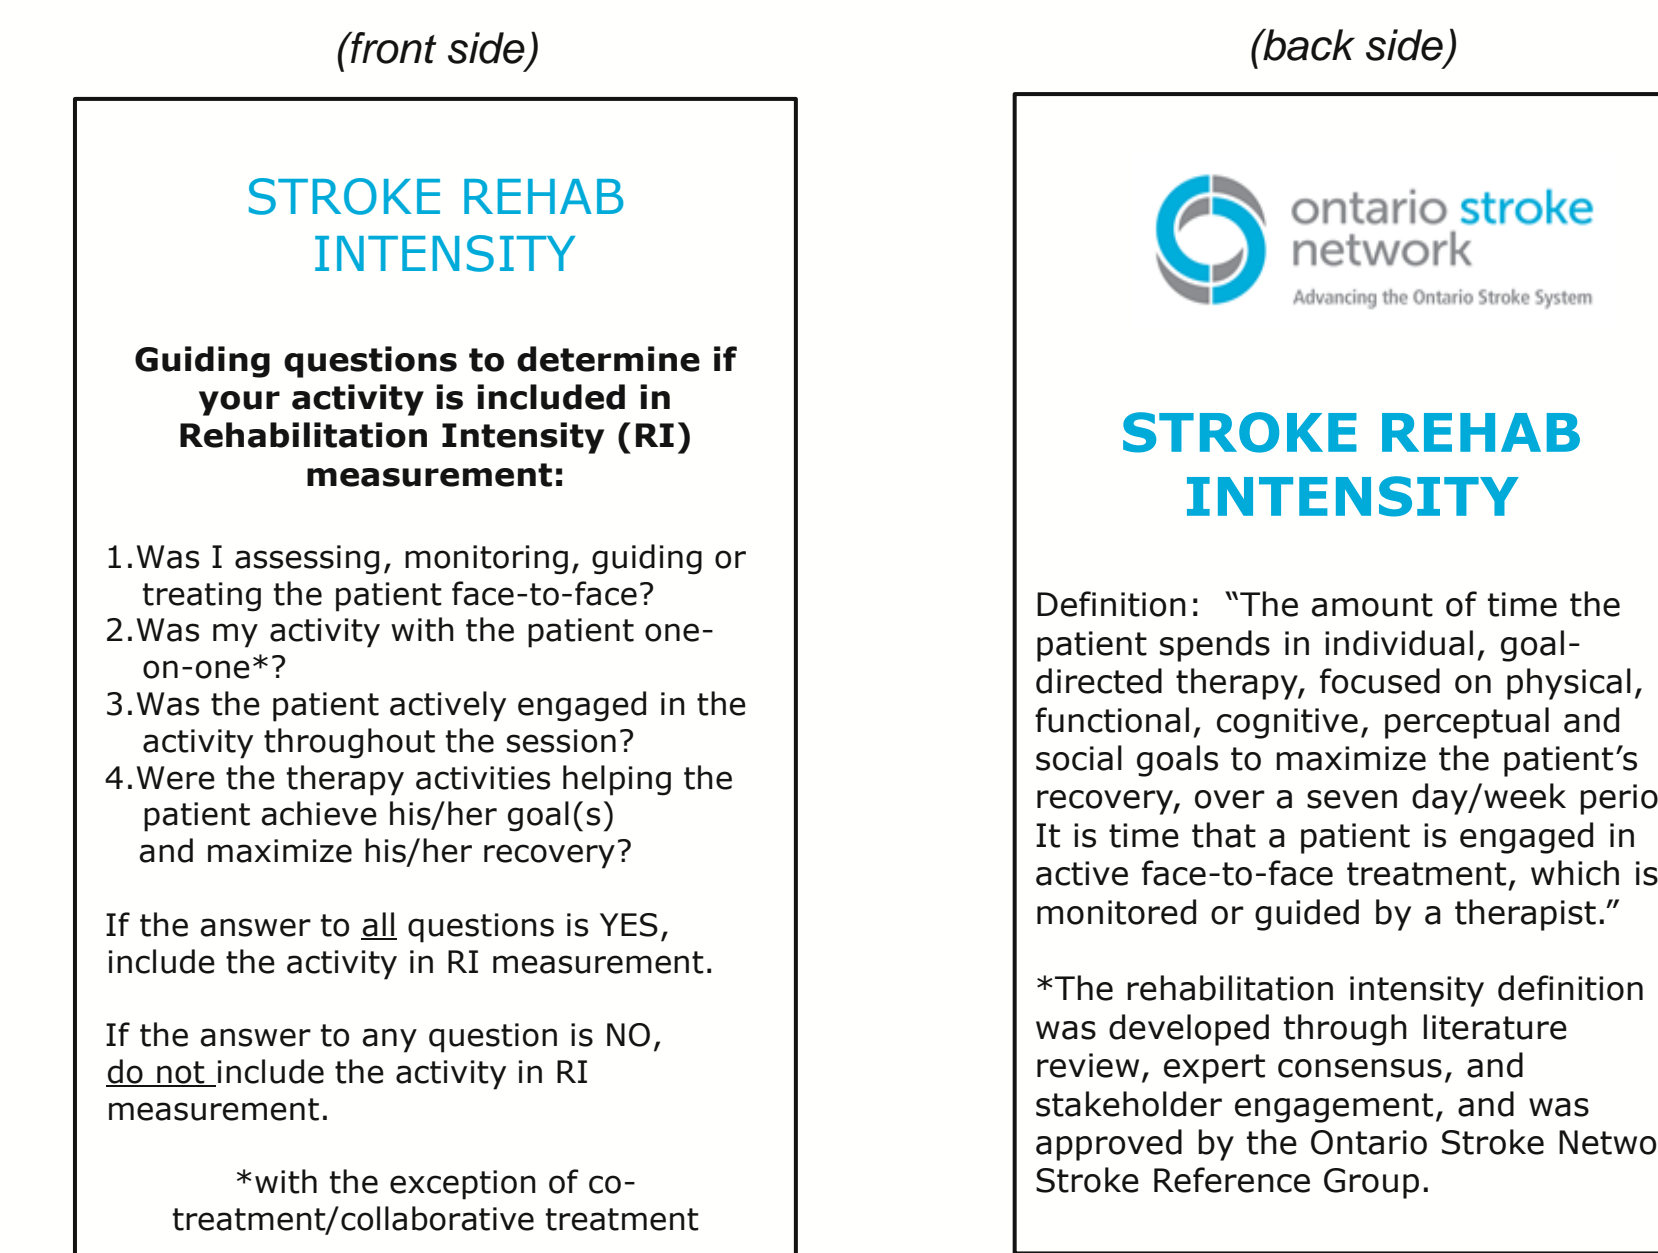 (front side)
STROKE REHAB
INTENSITY
Guiding questions to determine if
your activity is included in
Rehabilitation Intensity (RI)
measurement:
1.Was I assessing, monitoring, guiding or
treating the patient face-to-face?
2.Was my activity with the patient one-
on-one*?
3.Was the patient actively engaged in the
activity throughout the session?
4.Were the therapy activities helping the
patient achieve his/her goal(s)
and maximize his/her recovery?
If the answer to all questions is YES,
include the activity in RI measurement.
If the answer to any question is NO,
do not include the activity in RI
measurement.
*with the exception of co-
treatment/collaborative treatment
(back side)
ontario stroke
network
Advancing the Ontario Stroke System
STROKE REHAB
INTENSITY
Definition: “The amount of time the
patient spends in individual, goal-
directed therapy, focused on physical,
functional, cognitive, perceptual and
social goals to maximize the patient’s
recovery, over a seven day/week perio
It is time that a patient is engaged in
active face-to-face treatment, which is
monitored or guided by a therapist.”
*The rehabilitation intensity definition
was developed through literature
review, expert consensus, and
stakeholder engagement, and was
approved by the Ontario Stroke Netwo
Stroke Reference Group.